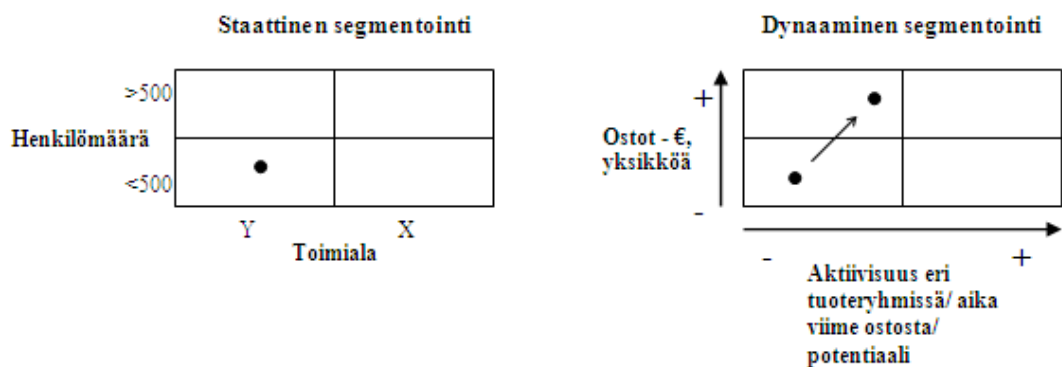 Staattinen segmentointi
>500
Henkilömäärä
<500
Y X
Toimiala
Dynaaminen segmentointi
+
Ostot - €,
yksikköä
-
- +
Aktiivisuus eri
tuoteryhmissä/ aika
viime ostosta/
potentiaali